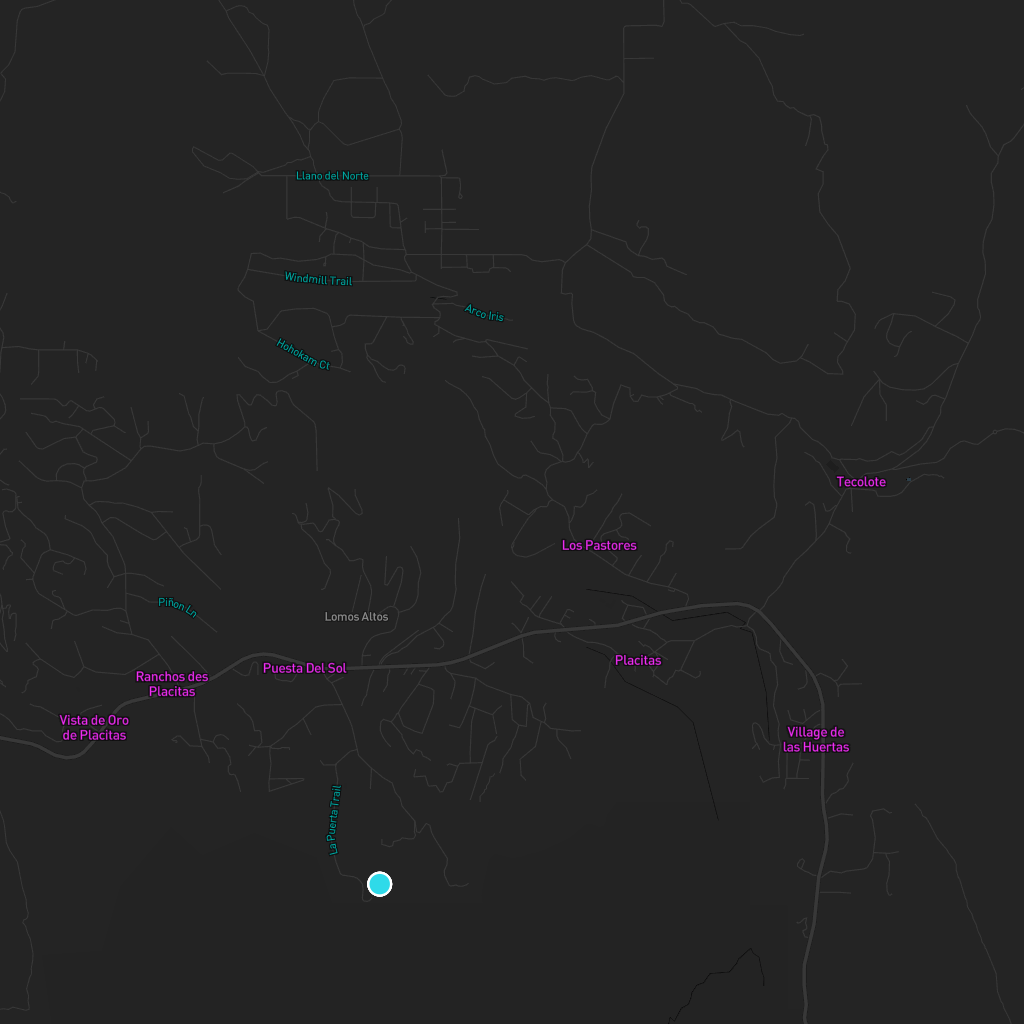 Llano del Norte
Windmill Trail
Arco Iris
Hohokam Ct
Tecolote
Los Pastores
Piñon Ln
Lomos Altos
Placitas
Puesta Del Sol
Ranchos des
Placitas
Vista de Oro
de Placitas
Village de
las Huertas
La Puerta Trail